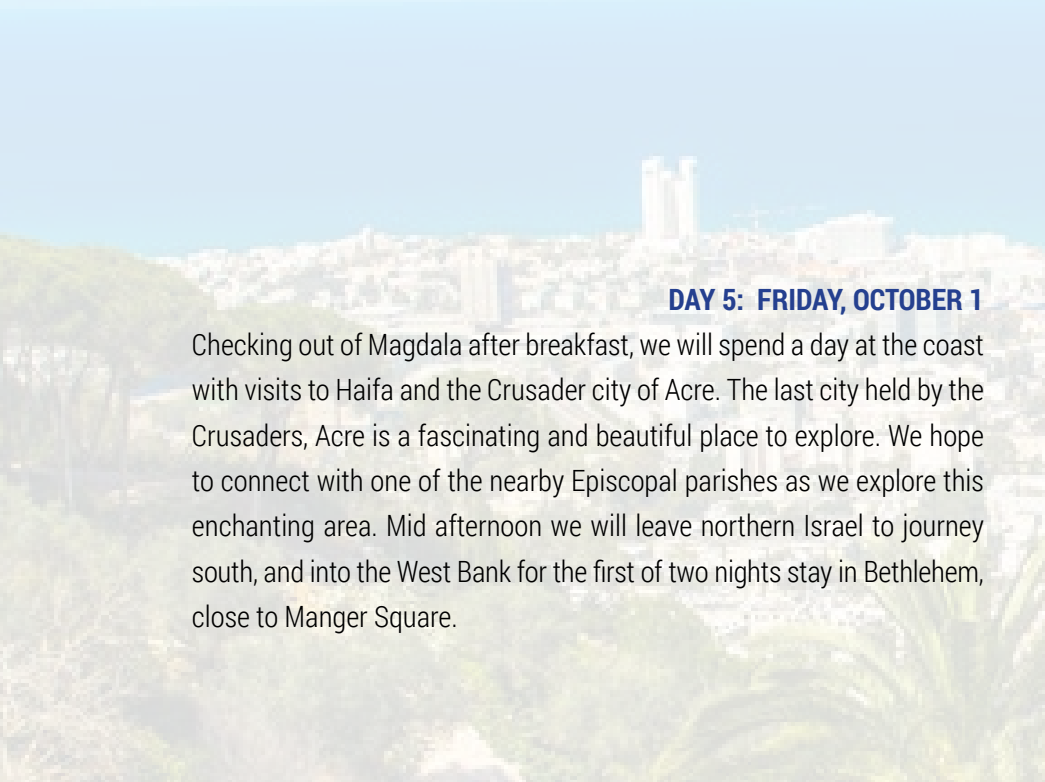 DAY 5:  FRIDAY, OCTOBER 1
Checking out of Magdala after breakfast, we will spend a day at the coast
with visits to Haifa and the Crusader city of Acre. The last city held by the
Crusaders, Acre is a fascinating and beautiful place to explore. We hope
to connect with one of the nearby Episcopal parishes as we explore this
enchanting area. Mid afternoon we will leave northern Israel to journey
south, and into the West Bank for the first of two nights stay in Bethlehem,
close to Manger Square.